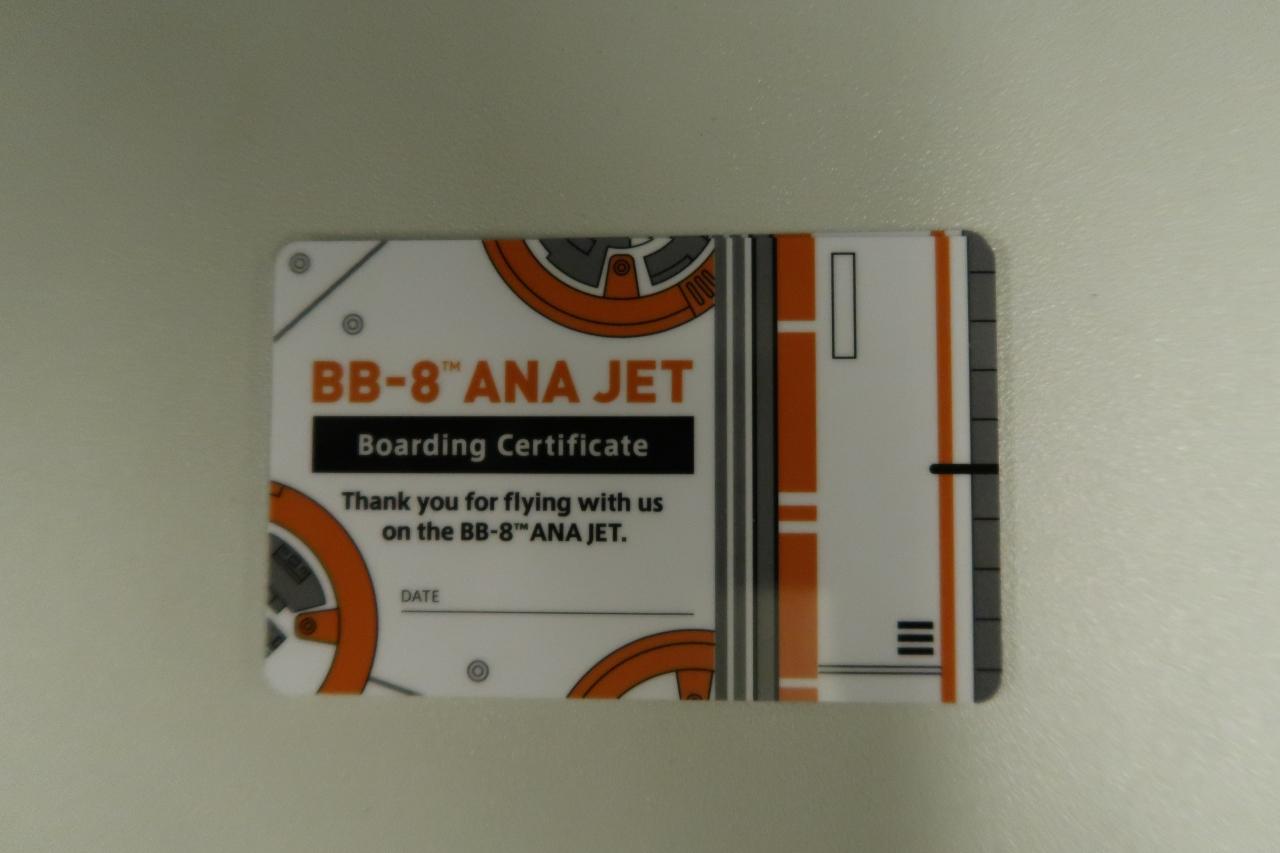 BB-8™ ANA JET
Boarding Certificate
Thank you for flying with us
on the BB-8™ ANA JET.
DATE